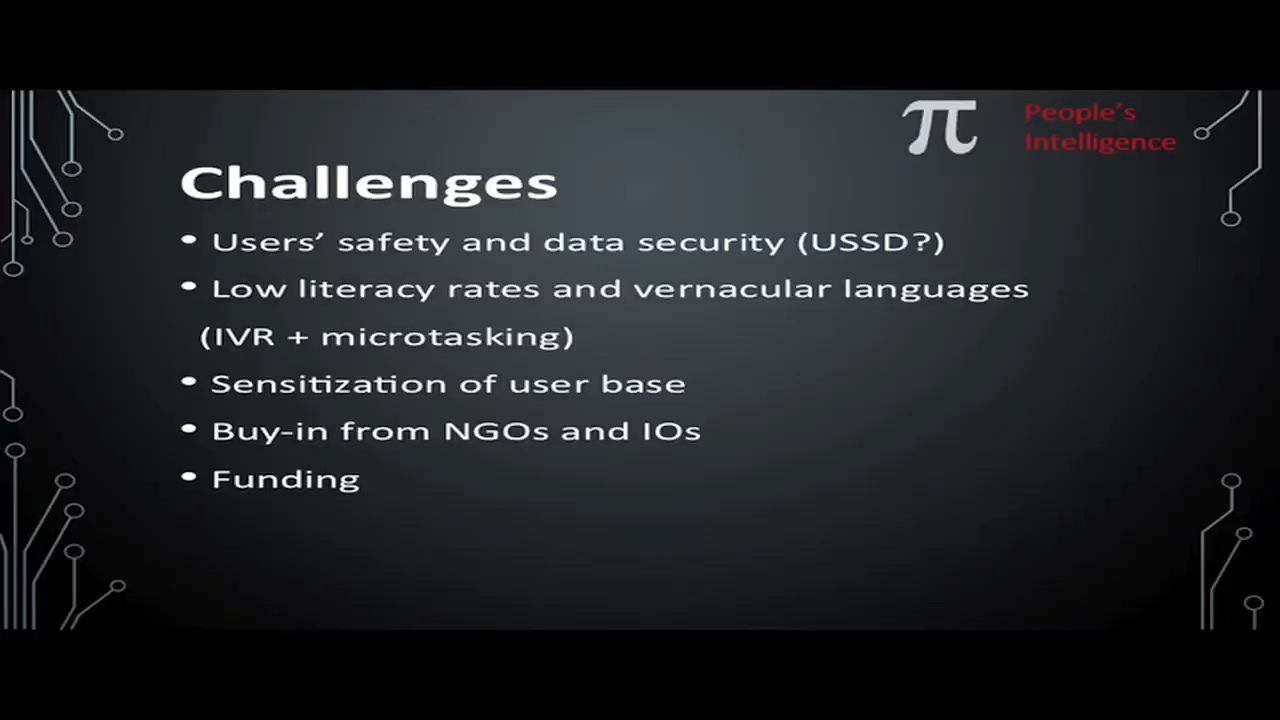 π
People's
Intelligence
Challenges
• Users' safety and data security (USSD?)
• Low literacy rates and vernacular languages
(IVR + microtasking)
• Sensitization of user base
• Buy-in from NGOs and IOs
• Funding